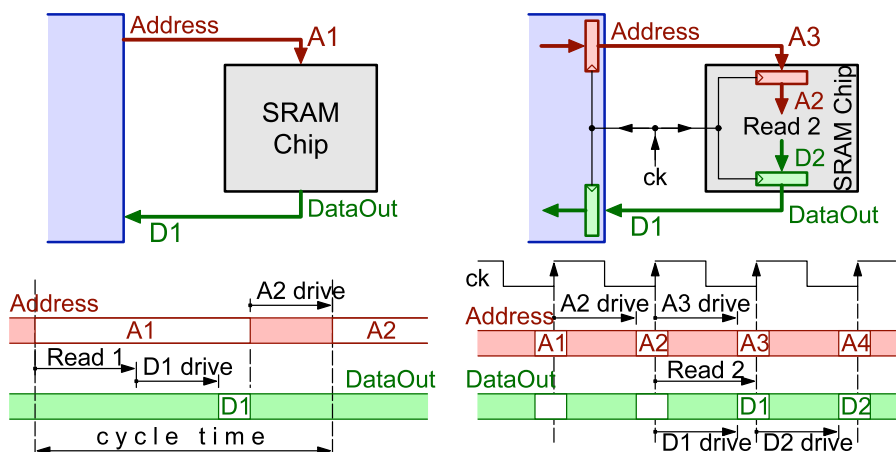 Address
A1
SRAM
Chip
DataOut
D1
Address
A3
A2
Read 2
D2
SRAM Chip
ck
DataOut
D1
A2 drive
Address
A1
A2
Read 1
D1 drive
DataOut
D1
cycle time
ck
A2 drive
A3 drive
Address
A1
A2
A3
A4
Read 2
DataOut
D1
D2
D1 drive
D2 drive